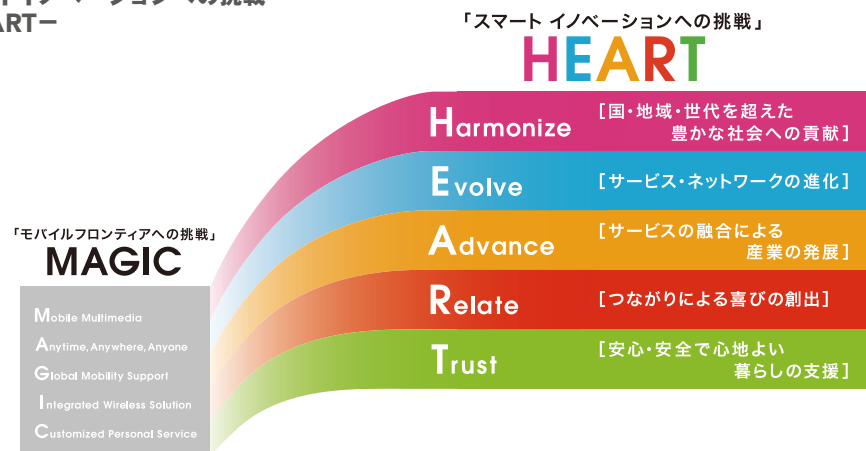 ARTー
「スマート イノベーションへの挑戦」
HEART
Harmonize
[国・地域・世代を超えた
豊かな社会への貢献]
Evolve
[サービス・ネットワークの進化]
「モバイルフロンティアへの挑戦」
MAGIC
Advance
[サービスの融合による
産業の発展]
Mobile Multimedia
Anytime, Anywhere, Anyone
Global Mobility Support
Integrated Wireless Solution
Customized Personal Service
Relate
[つながりによる喜びの創出]
Trust
[安心・安全で心地よい
暮らしの支援]